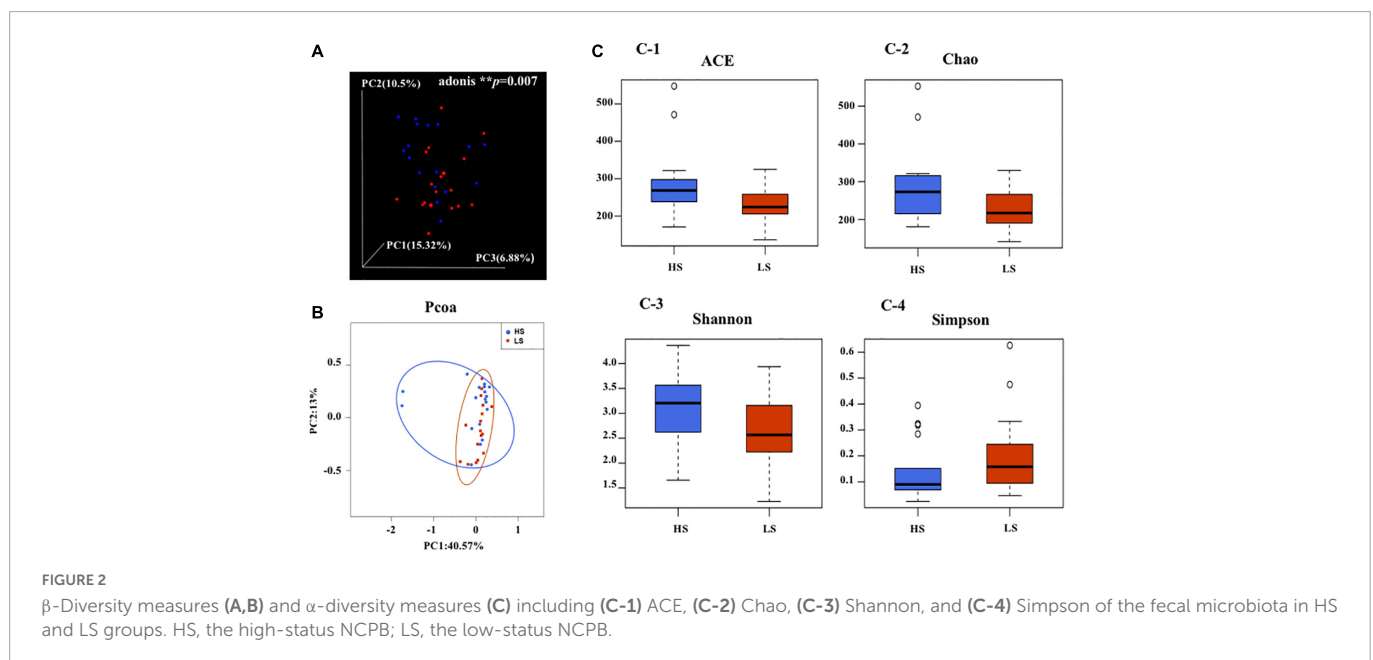 A
PC2(10.5%)
adonis **p=0.007
PC1(15.32%)
PC3(6.88%)
B
Pcoa
HS
LS
0.5
0.0
-0.5
PC2:13%
-2 -1 0 1
PC1:40.57%
C
C-1
ACE
500
400
300
200
HS LS
C-2
Chao
500
400
300
200
HS LS
C-3
Shannon
4.0
3.5
3.0
2.5
2.0
1.5
HS LS
C-4
Simpson
0.6
0.5
0.4
0.3
0.2
0.1
HS LS
FIGURE 2
β-Diversity measures (A,B) and α-diversity measures (C) including (C-1) ACE, (C-2) Chao, (C-3) Shannon, and (C-4) Simpson of the fecal microbiota in HS
and LS groups. HS, the high-status NCPB; LS, the low-status NCPB.